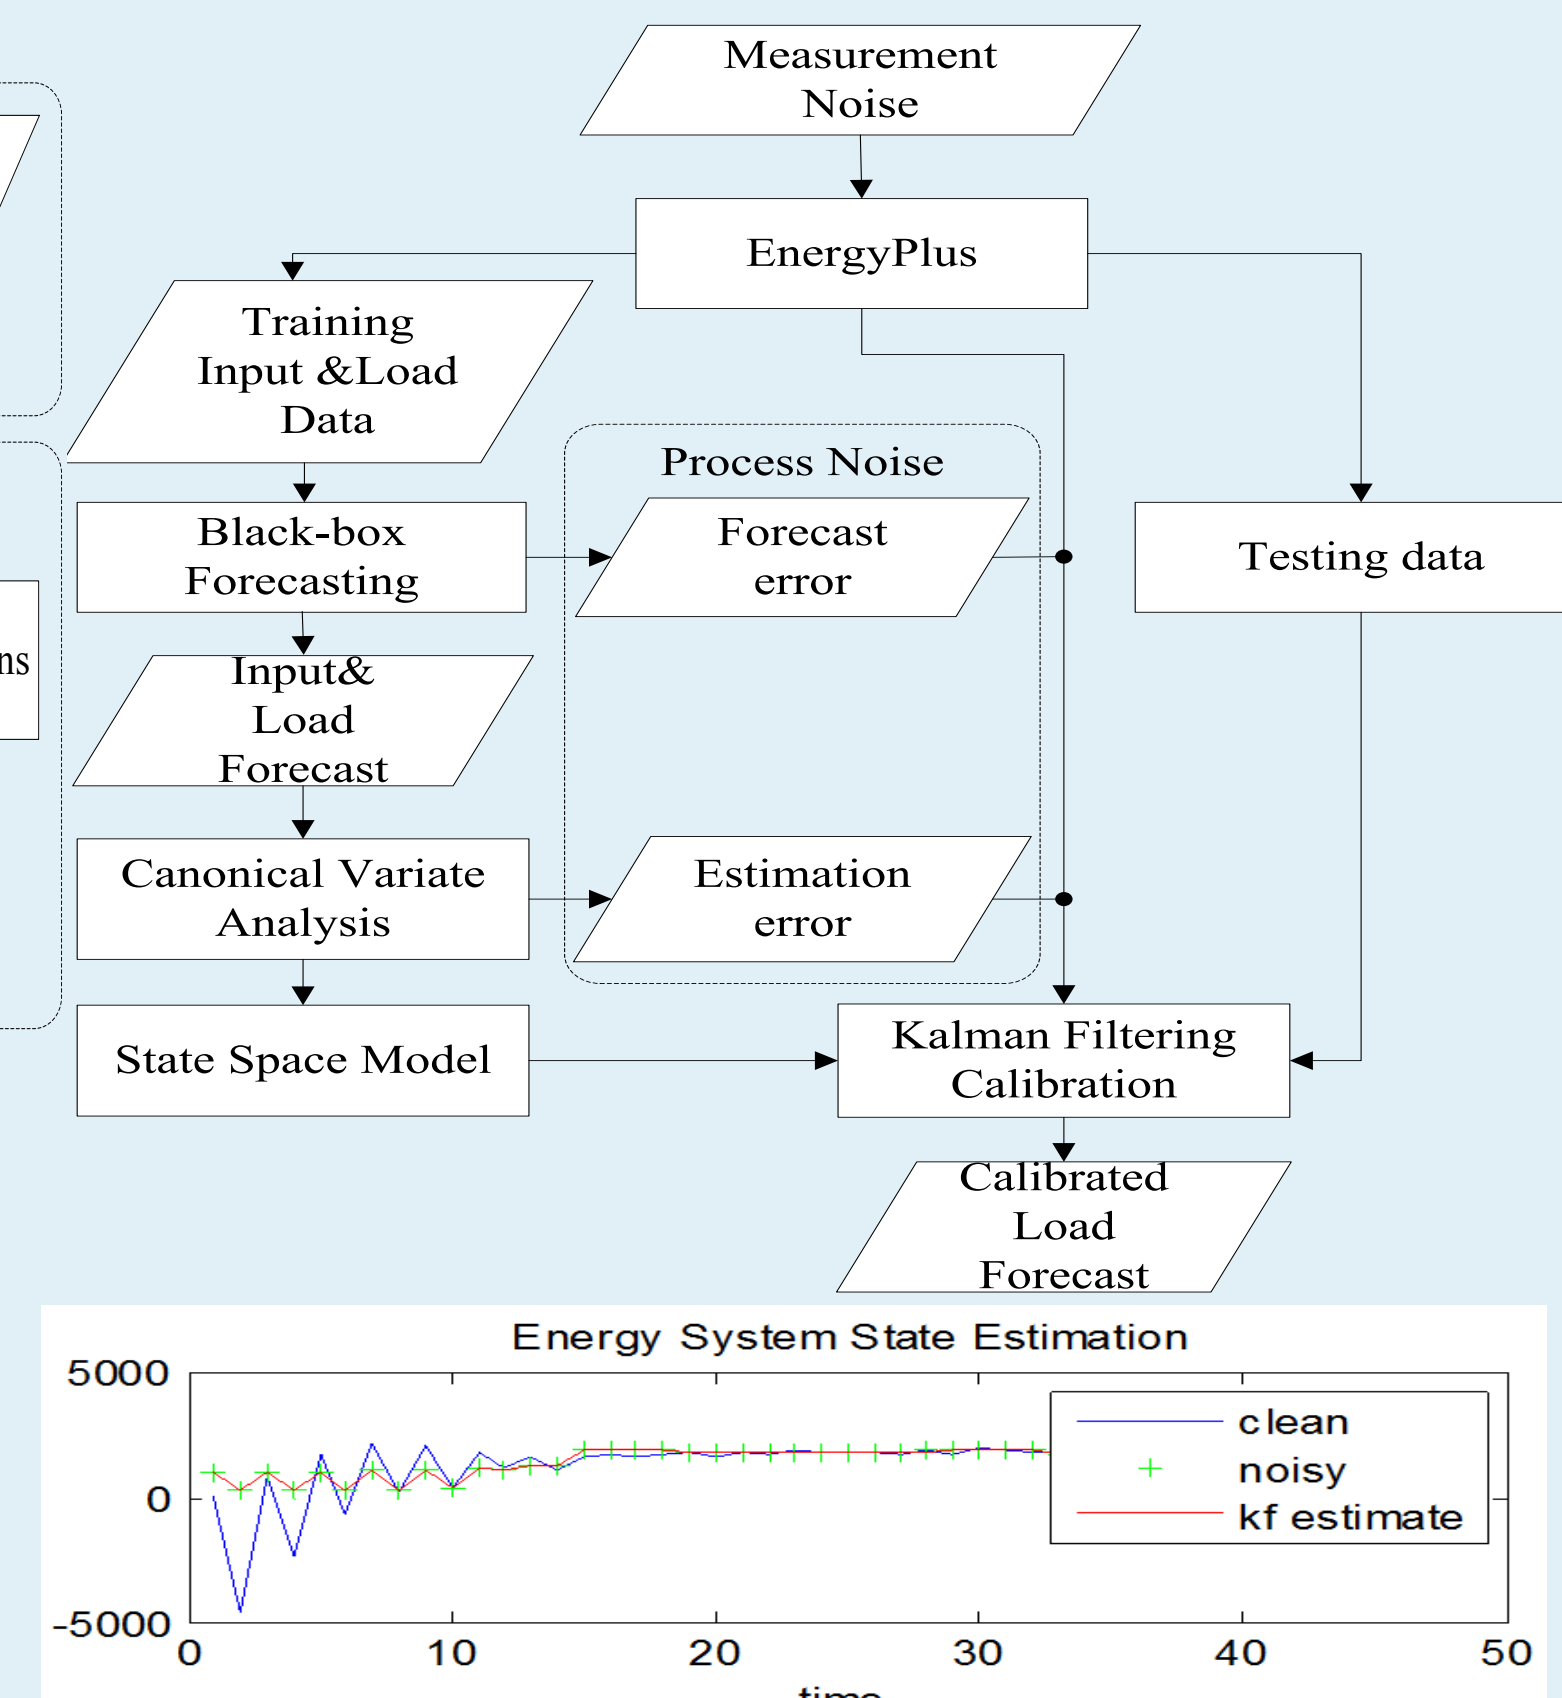 Measurement
Noise
EnergyPlus
Training
Input &Load
Data
Process Noise
Black-box
Forecasting
Forecast
error
Testing data
ns
Input&
Load
Forecast
Canonical Variate
Analysis
Estimation
error
State Space Model
Kalman Filtering
Calibration
Calibrated
Load
Forecast
Energy System State Estimation
5000
0
-5000
clean
noisy
kf estimate
0 10 20 30 40 50
time